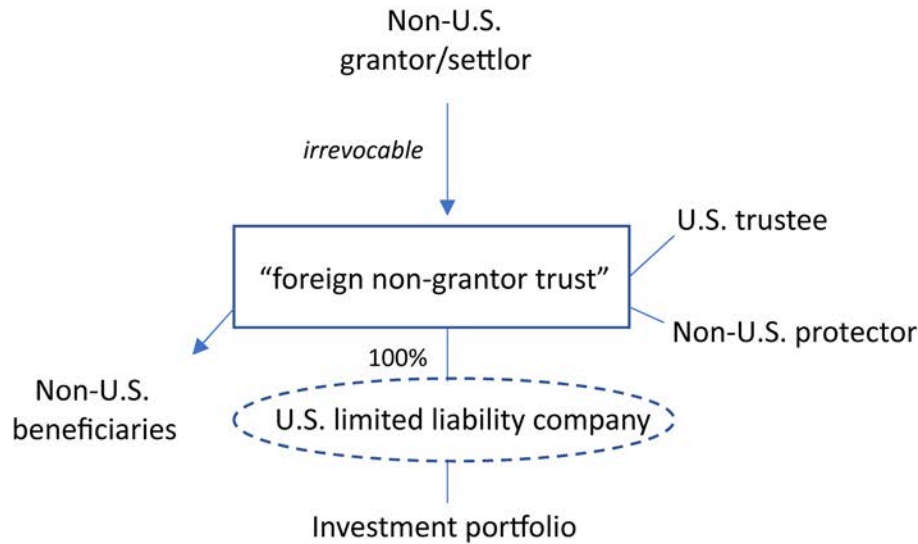 Non-U.S.
grantor/settlor
irrevocable
U.S. trustee
“foreign non-grantor trust”
Non-U.S. protector
100%
Non-U.S.
beneficiaries
U.S. limited liability company
Investment portfolio